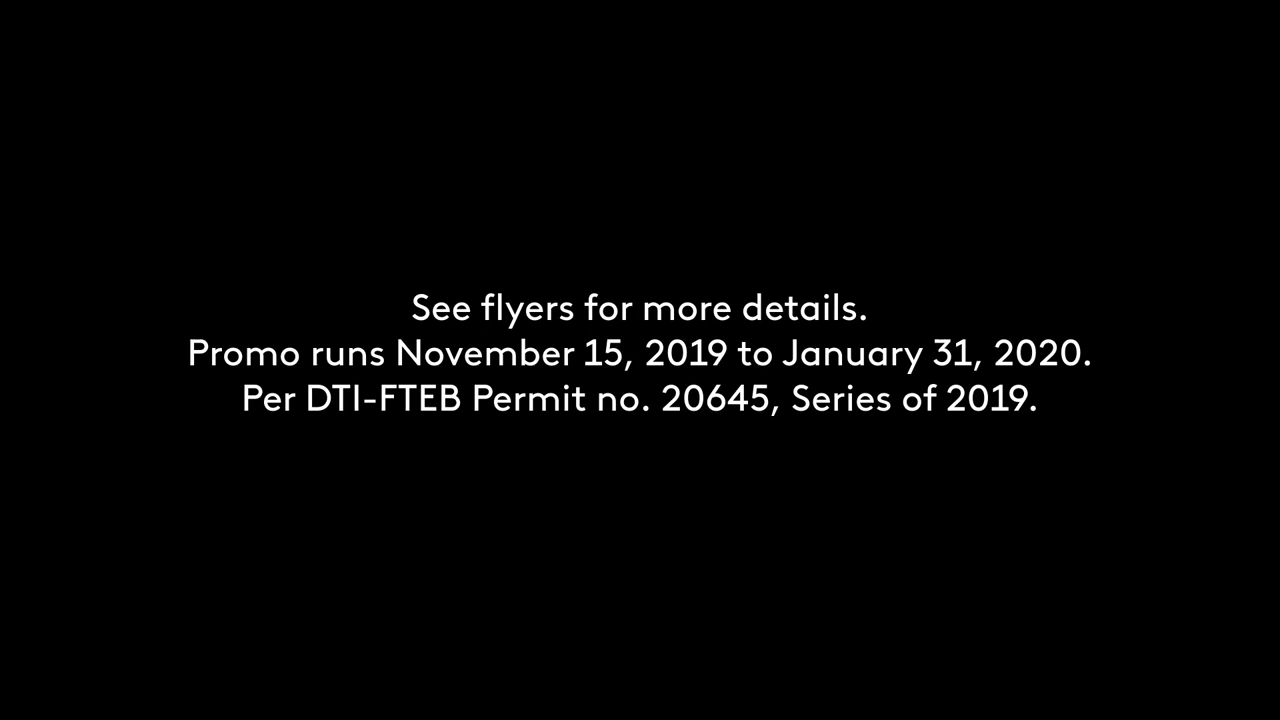 See flyers for more details.
Promo runs November 15, 2019 to January 31, 2020.
Per DTI-FTEB Permit no. 20645, Series of 2019.